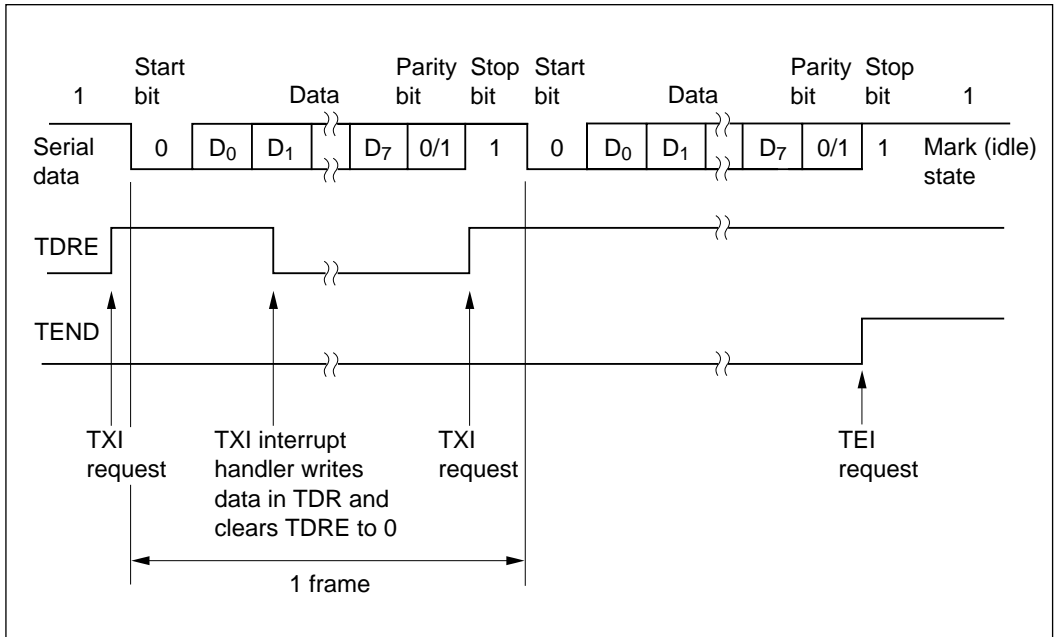 Start Parity Stop Start Parity Stop
1 bit Data bit bit bit Data bit bit 1
Serial data 0 D0 D1 D7 0/1 1 0 D0 D1 D7 0/1 1 Mark (idle) state
TDRE
TEND
TXI request
TXI interrupt
handler writes
data in TDR and
clears TDRE to 0
TXI request
TEI request
1 frame